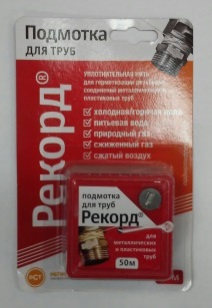 Подмотка
ДЛЯ ТРУБ
УПЛОТНИТЕЛЬНАЯ НИТЬ
для герметизации резьбовых
соединений металлических и
пластиковых труб
холодная/горячая вода
питьевая вода
природный газ
сжиженный газ
сжатый воздух
Рекорд®
подмотка
для труб
Рекорд®
для металлических
и пластиковых
труб
50м
РСТ